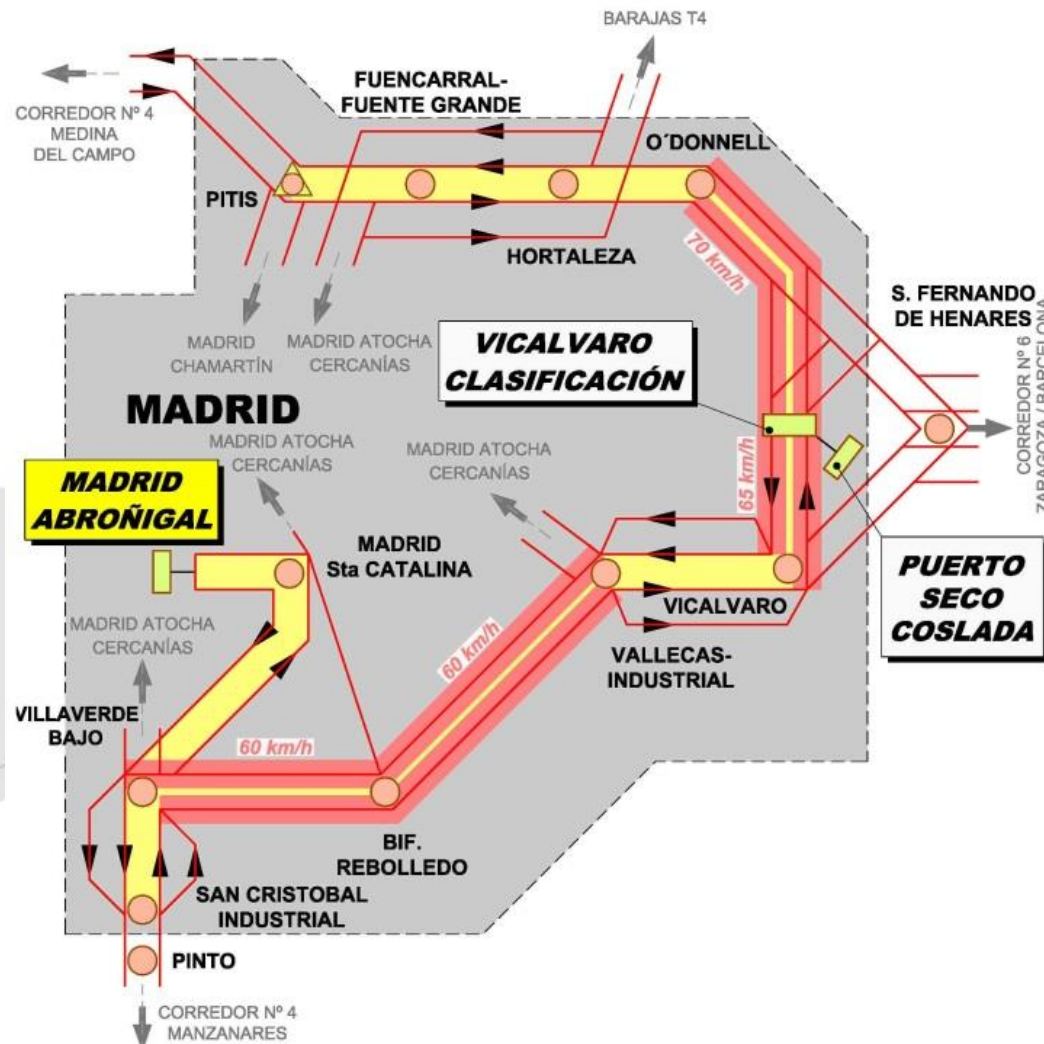 BARAJAS T4
FUENCARRAL-
FUENTE GRANDE
CORREDOR Nº 4
MEDINA
DEL CAMPO
O´DONNELL
PITIS
70 km/h
HORTALEZA
S. FERNANDO
DE HENARES
MADRID
CHAMARTÍN
MADRID ATOCHA
CERCANÍAS
VICALVARO
CLASIFICACIÓN
CORREDOR Nº 6
ZARAGOZA / BARCELONA
MADRID
MADRID ATOCHA
CERCANÍAS
MADRID ATOCHA
CERCANÍAS
MADRID
ABROÑIGAL
65 km/h
MADRID
Sta CATALINA
PUERTO
SECO
COSLADA
VICALVARO
MADRID ATOCHA
CERCANÍAS
60 km/h
VALLECAS-
INDUSTRIAL
VILLAVERDE
BAJO
60 km/h
BIF.
REBOLLEDO
SAN CRISTOBAL
INDUSTRIAL
PINTO
CORREDOR Nº 4
MANZANARES